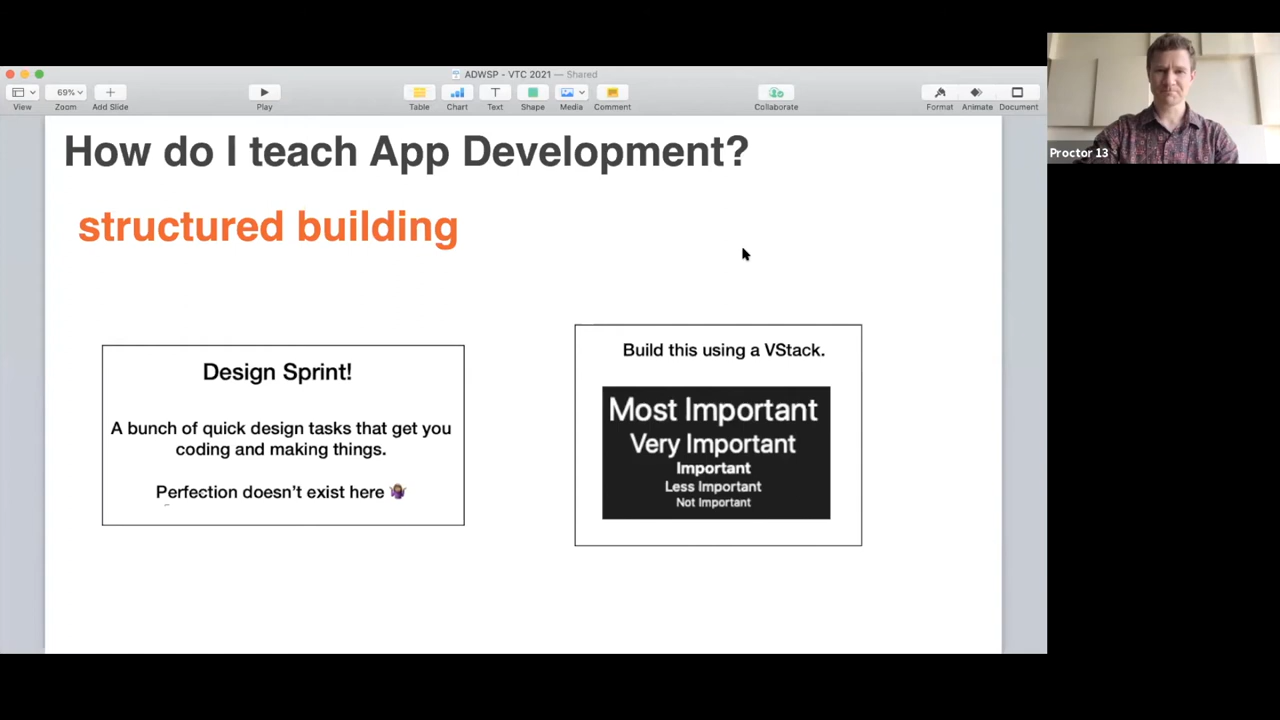 ADWSP - VTC 2021 — Shared
69%
View
Zoom
Add Slide
Play
Table
Chart
Text
Shape
Media
Comment
Collaborate
Format
Animate
Document
Proctor 13
How do I teach App Development?
structured building
Design Sprint!
A bunch of quick design tasks that get you
coding and making things.
Perfection doesn't exist here 🤷🏾‍♀️
Build this using a VStack.
Most Important
Very Important
Important
Less Important
Not Important